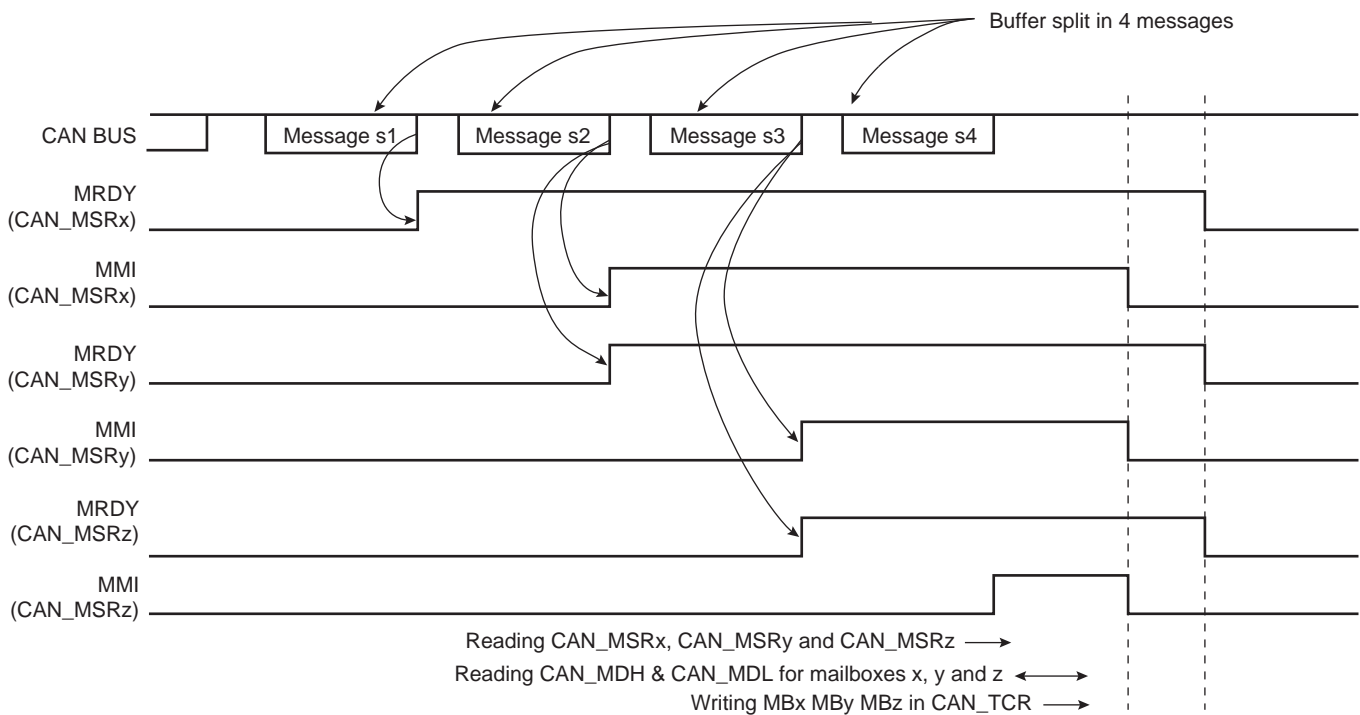 Buffer split in 4 messages
CAN BUS
Message s1
Message s2
Message s3
Message s4
MRDY
(CAN_MSRx)
MMI
(CAN_MSRx)
MRDY
(CAN_MSRy)
MMI
(CAN_MSRy)
MRDY
(CAN_MSRz)
MMI
(CAN_MSRz)
Reading CAN_MSRx, CAN_MSRy and CAN_MSRz
Reading CAN_MDH & CAN_MDL for mailboxes x, y and z
Writing MBx MBy MBz in CAN_TCR